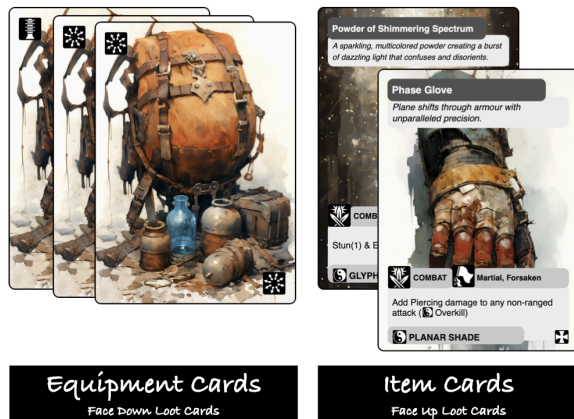 Powder of Shimmering Spectrum
A sparkling, multicolored powder creating a burst
of dazzling light that confuses and disorients.
Phase Glove
Plane shifts through armour with
unparalleled precision.
Stun(1) &
COMBAT
Martial, Forsaken
Add Piercing damage to any non-ranged
attack ( Overkill)
PLANAR SHADE
Equipment Cards
Face Down Loot Cards
Item Cards
Face Up Loot Cards